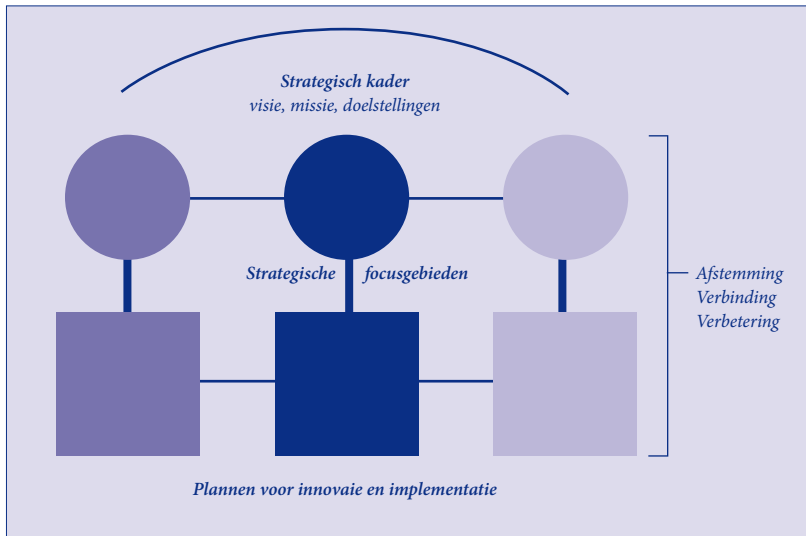 Strategisch kader
visie, missie, doelstellingen
Strategische focusgebieden
Afstemming
Verbinding
Verbetering
Plannen voor innovaie en implementatie